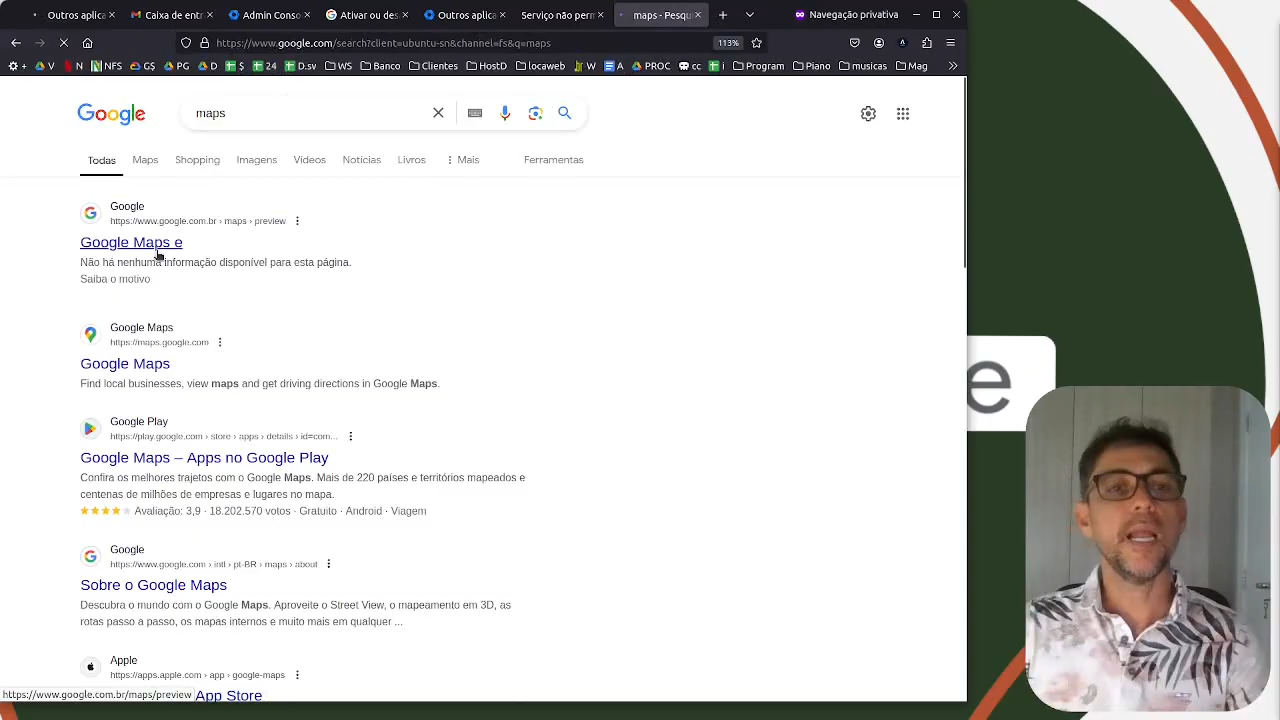 Outros aplica
Caixa de entr
Admin Conso
Ativar ou des
Outros aplica
Serviço não perm
maps - Pesqu
Navegação privativa
https://www.google.com/search?client=ubuntu-sn&channel=fs&q=maps
113%
+
V
N
NFS
GS
PG
D
$
24
D.sv
WS
Banco
Clientes
HostD
locaweb
W
A
PROC
cc
i
Program
Piano
musicas
Mag
Google
maps
Todas
Maps
Shopping
Imagens
Vídeos
Notícias
Livros
Mais
Ferramentas
Google
https://www.google.com.br › maps › preview
Google Maps e
Não há nenhuma informação disponível para esta página.
Saiba o motivo
Google Maps
https://maps.google.com
Google Maps
Find local businesses, view maps and get driving directions in Google Maps.
Google Play
https://play.google.com › store › apps › details › id=com...
Google Maps – Apps no Google Play
Confira os melhores trajetos com o Google Maps. Mais de 220 países e territórios mapeados e
centenas de milhões de empresas e lugares no mapa.
Avaliação: 3,9 · 18.202.570 votos · Gratuito · Android · Viagem
Google
https://www.google.com › intl › pt-BR › maps › about
Sobre o Google Maps
Descubra o mundo com o Google Maps. Aproveite o Street View, o mapeamento em 3D, as
rotas passo a passo, os mapas internos e muito mais em qualquer ...
Apple
https://apps.apple.com › app › google-maps
App Store
https://www.google.com.br/maps/preview
e